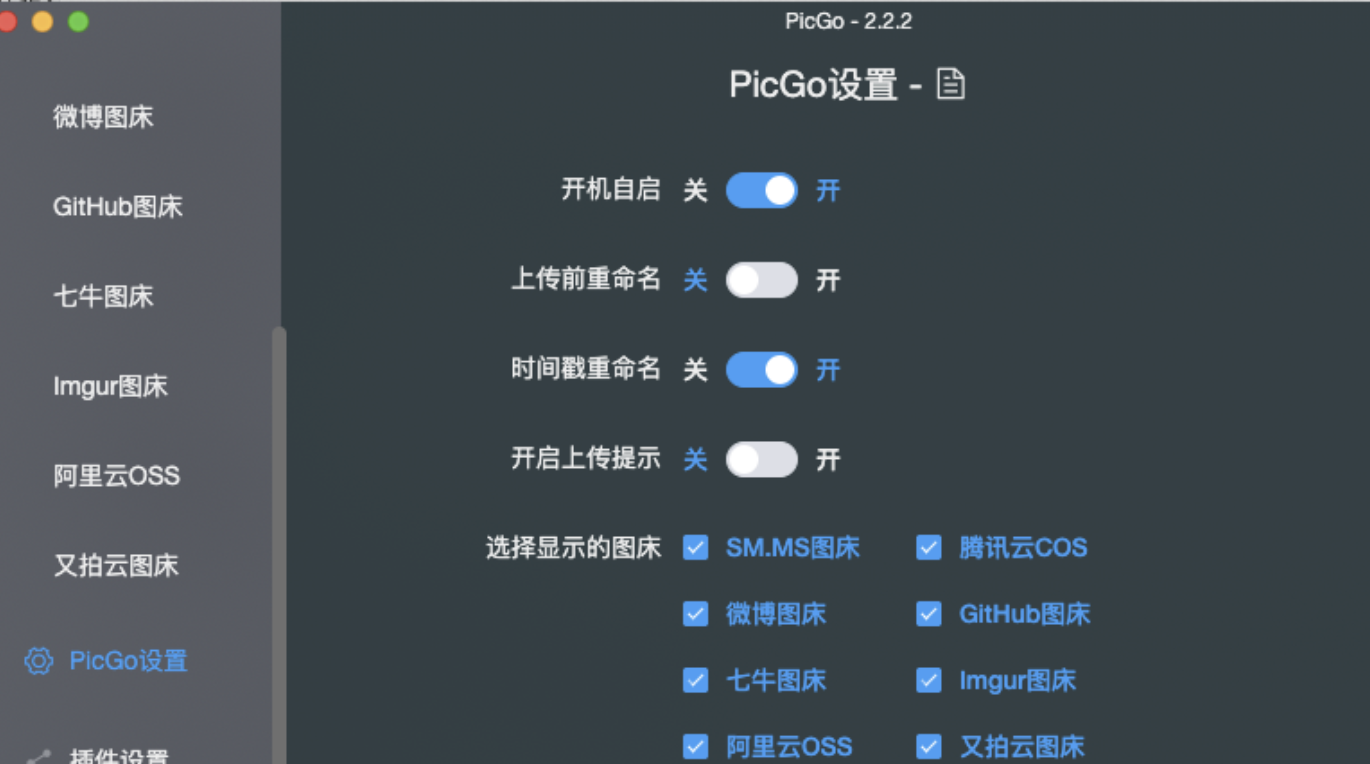 PicGo - 2.2.2
微博图床
GitHub图床
七牛图床
Imgur图床
阿里云OSS
又拍云图床
PicGo设置
插件设置
PicGo设置 -
开机自启 关 开
上传前重命名 关 开
时间戳重命名 关 开
开启上传提示 关 开
选择显示的图床 SM.MS图床 腾讯云COS
微博图床 GitHub图床
七牛图床 Imgur图床
阿里云OSS 又拍云图床